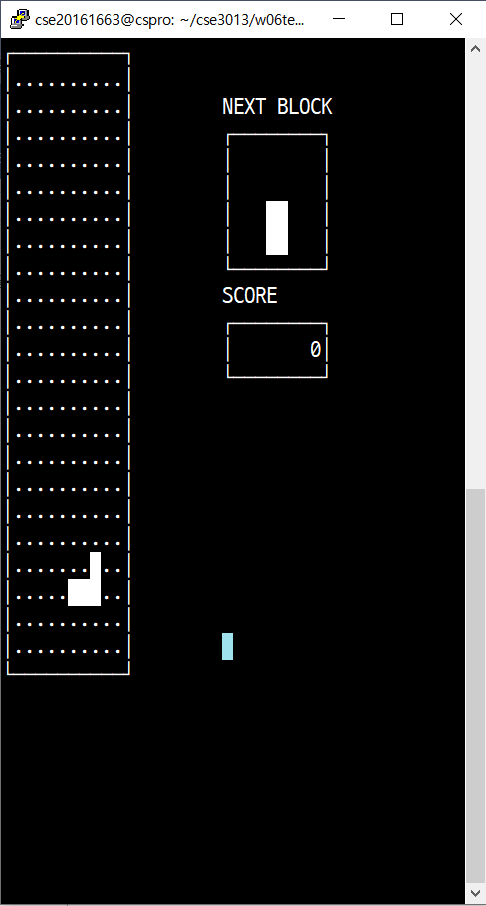 cse20161663@cspro: ~/cse3013/w06te...
NEXT BLOCK
SCORE
0